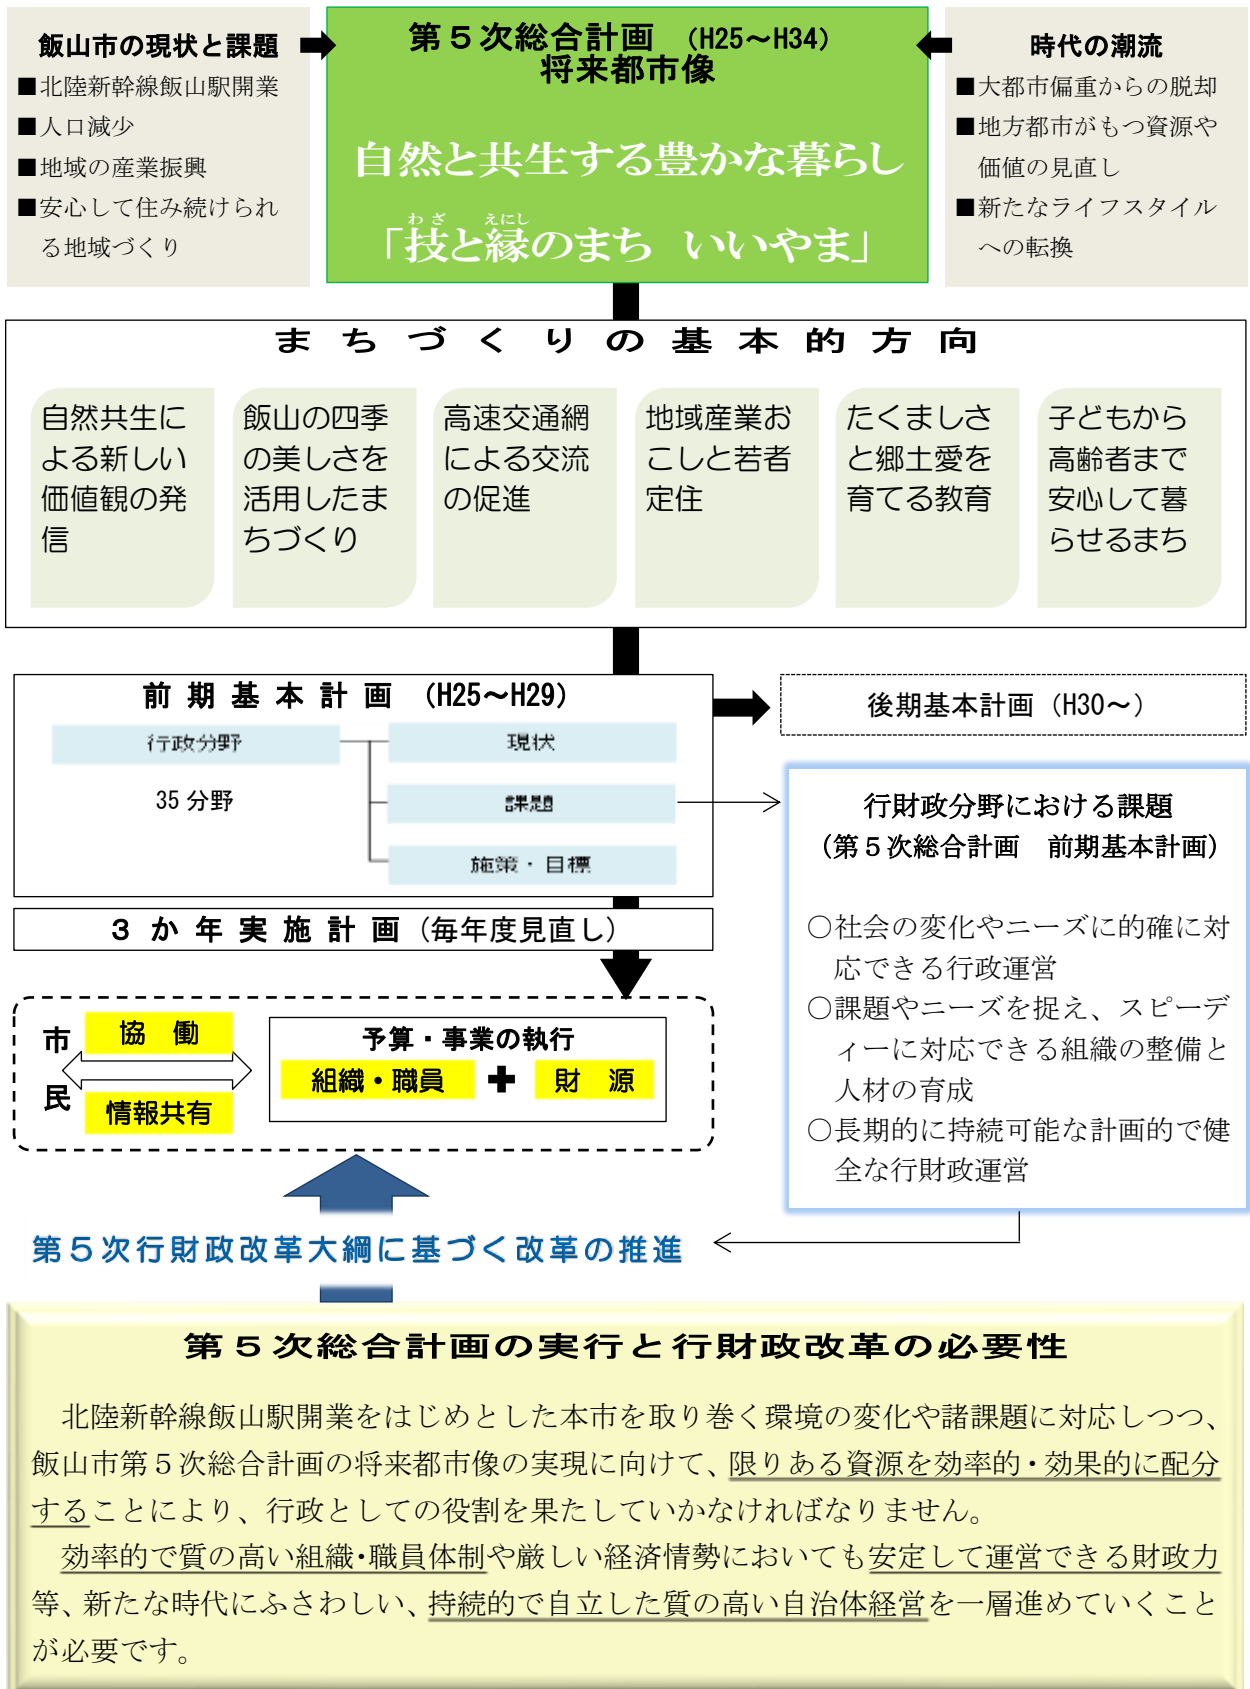 飯山市の現状と課題
■北陸新幹線飯山駅開業
■人口減少
■地域の産業振興
■安心して住み続けられ
る地域づくり
第５次総合計画 （H25～H34）
将来都市像
自然と共生する豊かな暮らし
わざ えにし
「技と縁のまち いいやま」
時代の潮流
■大都市偏重からの脱却
■地方都市がもつ資源や
価値の見直し
■新たなライフスタイル
への転換
まちづくりの基本的方向
自然共生に
よる新しい
価値観の発
信
飯山の四季
の美しさを
活用したま
ちづくり
高速交通網
による交流
の促進
地域産業お
こしと若者
定住
たくましさ
と郷土愛を
育てる教育
子どもから
高齢者まで
安心して暮
らせるまち
前期基本計画 （H25～H29）
行政分野
35 分野
現状
課題
施策・目標
後期基本計画（H30～）
３か年実施計画（毎年度見直し）
市民
協 働
情報共有
予算・事業の執行
組織・職員 ＋ 財 源
行財政分野における課題
（第５次総合計画 前期基本計画）
○社会の変化やニーズに的確に対
応できる行政運営
○課題やニーズを捉え、スピーデ
ィーに対応できる組織の整備と
人材の育成
○長期的に持続可能な計画的で健
全な行財政運営
第５次行財政改革大綱に基づく改革の推進
第５次総合計画の実行と行財政改革の必要性
北陸新幹線飯山駅開業をはじめとした本市を取り巻く環境の変化や諸課題に対応しつつ、
飯山市第５次総合計画の将来都市像の実現に向けて、限りある資源を効率的・効果的に配分
することにより、行政としての役割を果たしていかなければなりません。
効率的で質の高い組織・職員体制や厳しい経済情勢においても安定して運営できる財政力
等、新たな時代にふさわしい、持続的で自立した質の高い自治体経営を一層進めていくこと
が必要です。